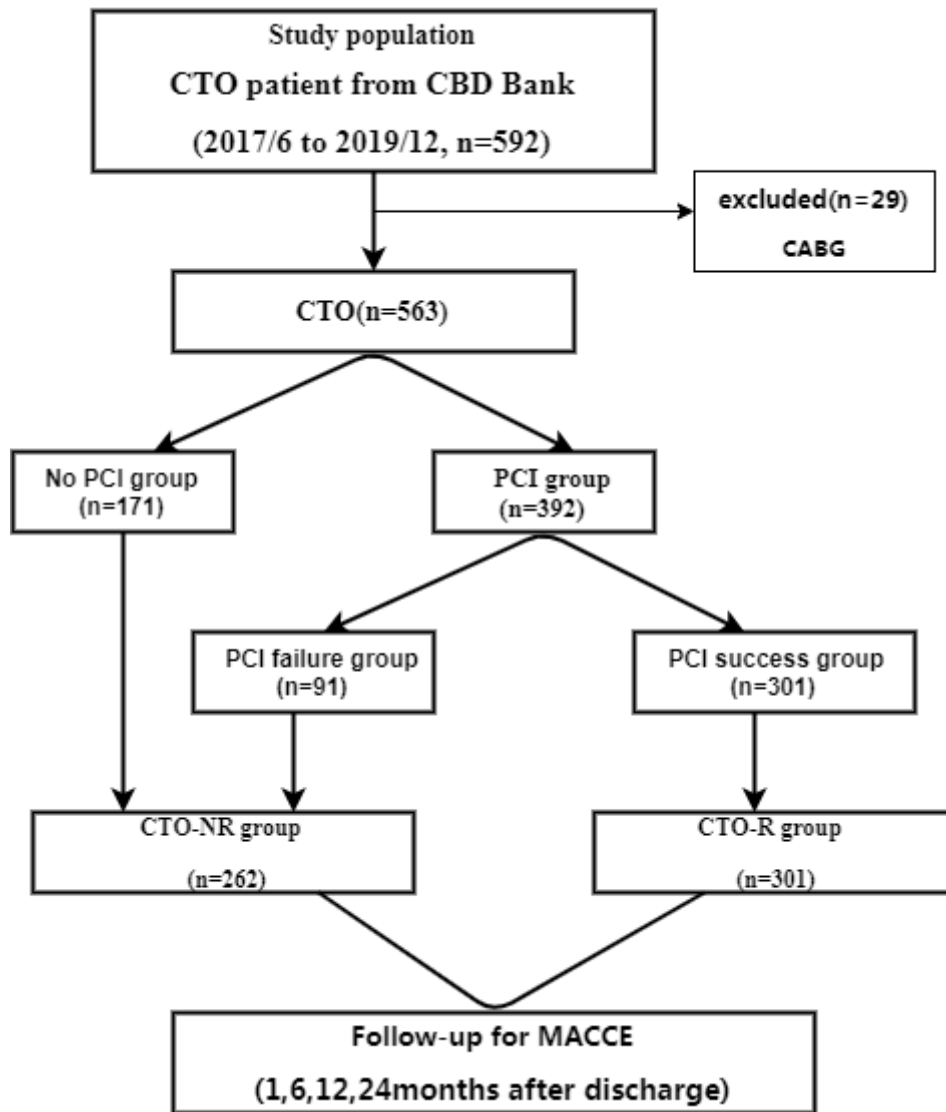 Study population
CTO patient from CBD Bank
(2017/6 to 2019/12, n=592)
excluded(n=29)
CABG
CTO(n=563)
No PCI group
(n=171)
PCI group
(n=392)
PCI failure group
(n=91)
PCI success group
(n=301)
CTO-NR group
(n=262)
CTO-R group
(n=301)
Follow-up for MACCE
(1,6,12,24months after discharge)